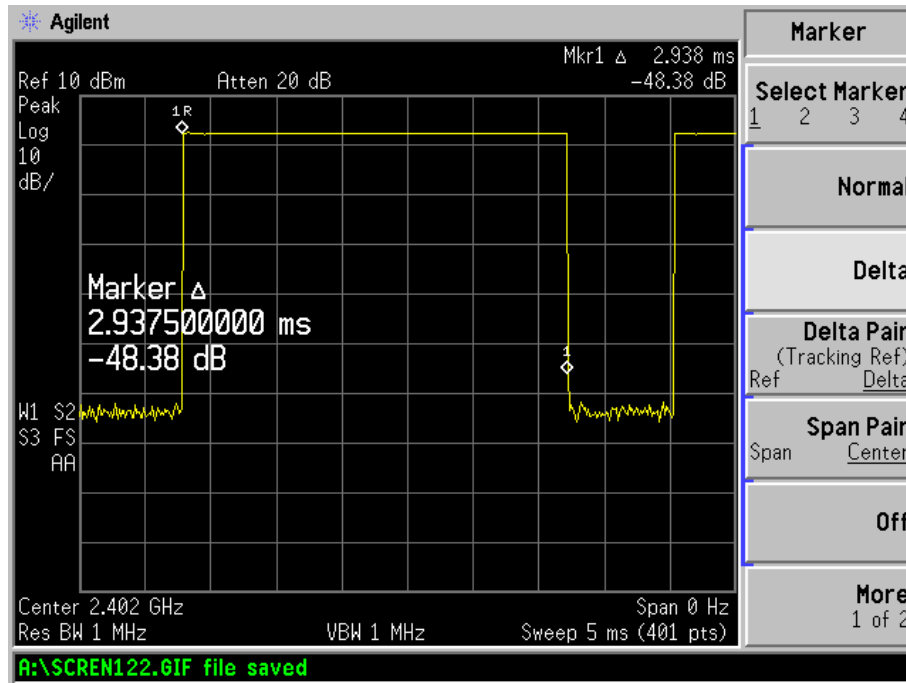 Agilent
Marker
Mkr1 Δ 2.938 ms
Ref 10 dBm Atten 20 dB -48.38 dB
Peak
Log
10
dB/
1R
Marker Δ
2.937500000 ms
-48.38 dB
1
W1 S2
S3 FS
AA
Center 2.402 GHz Span 0 Hz
Res BW 1 MHz VBW 1 MHz Sweep 5 ms (401 pts)
A:\SCREN122.GIF file saved
Select Marker
1 2 3 4
Normal
Delta
Delta Pair
(Tracking Ref)
Ref Delta
Span Pair
Span Center
Off
More
1 of 2